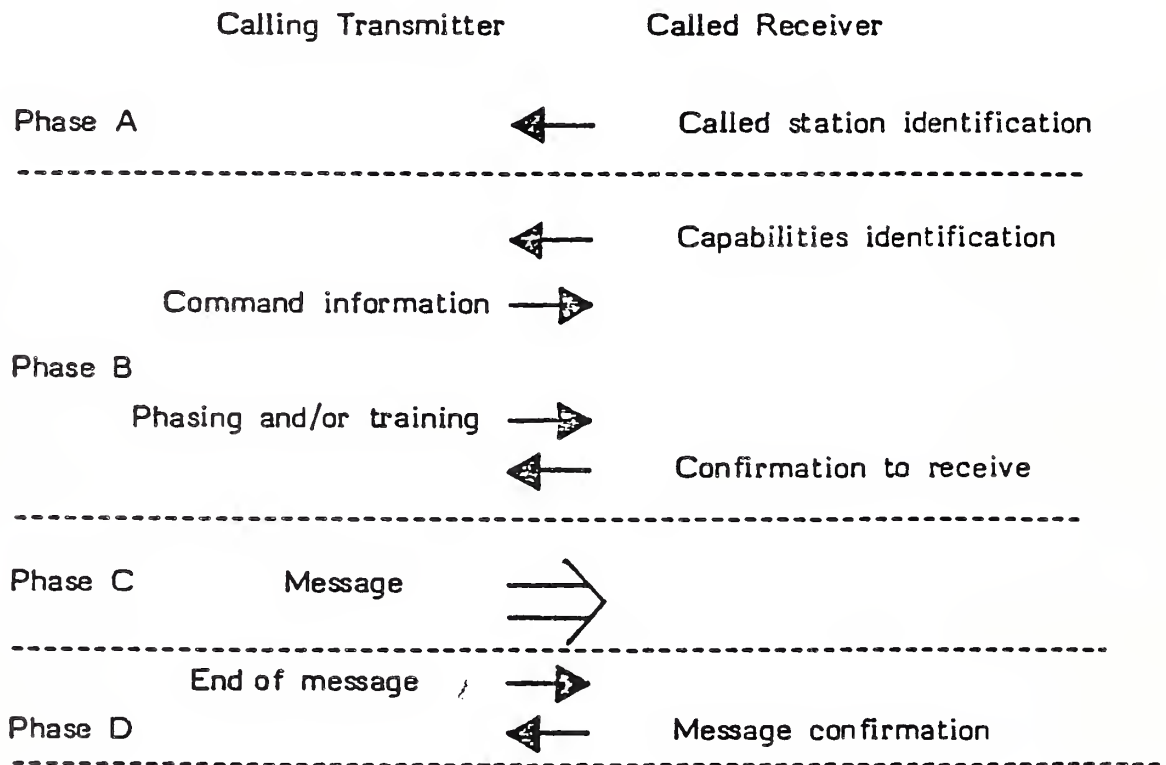 Calling Transmitter Called Receiver
Phase A Called station identification
Capabilities identification
Command information
Phase B
Phasing and/or training
Confirmation to receive
Phase C Message
End of message
Phase D Message confirmation